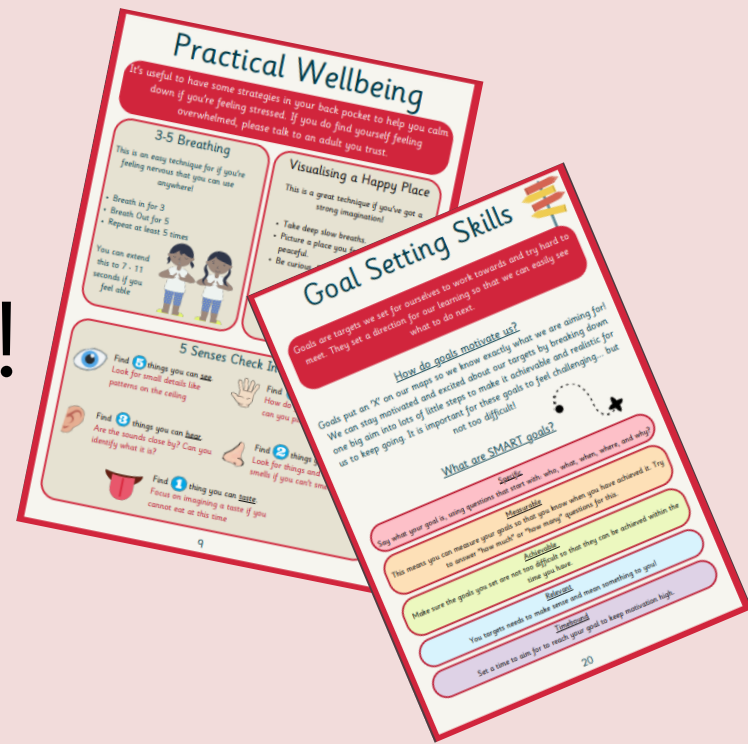 !
Practical Wellbeing
It's useful to have some strategies in your back pocket to help you calm
down if you're feeling stressed. If you do find yourself feeling
overwhelmed, please talk to an adult you trust.
3-5 Breathing
This is an easy technique for if you're
feeling nervous that you can use
anywhere!
• Breath in for 3
• Breath Out for 5
• Repeat at least 5 times
You can extend
this to 7 - 11
seconds if you
feel able
Visualising a Happy Place
This is a great technique if you've got a
strong imagination!
• Take deep slow breaths.
• Picture a place you
peaceful.
• Be curious
5 Senses Check In
Find 5 things you can see.
Look for small details like
patterns on the ceiling
Find
How do
can you
Find 3 things you can hear.
Are the sounds close by? Can you
identify what is it?
Find 2 things
Look for things and
smells if you can't
Find 1 thing you can taste.
Focus on imagining a taste if you
cannot eat at this time
9
Goal Setting Skills
Goals are targets we set for ourselves to work towards and try hard to
meet. They set a direction for our learning so that we can easily see
what to do next.
How do goals motivate us?
Goals put an 'X' on our maps so we know exactly what we are aiming for!
We can stay motivated and excited about our targets by breaking down
one big aim into lots of little steps to make it achievable and realistic for
us to keep going. It is important for these goals to feel challenging... but
not too difficult!
What are SMART goals?
Specific
Say what your goal is, using questions that start with: who, what, when, where, and why?
Measurable
This means you can measure your goals so that you know when you have achieved it. Try
to answer "how much" or "how many" questions for this.
Achievable
Make sure the goals you set are not too difficult so that they can be achieved within the
time you have.
Relevant
You targets needs to make sense and mean something to you!
Timebound
Set a time to aim for to reach your goal to keep motivation high.
20